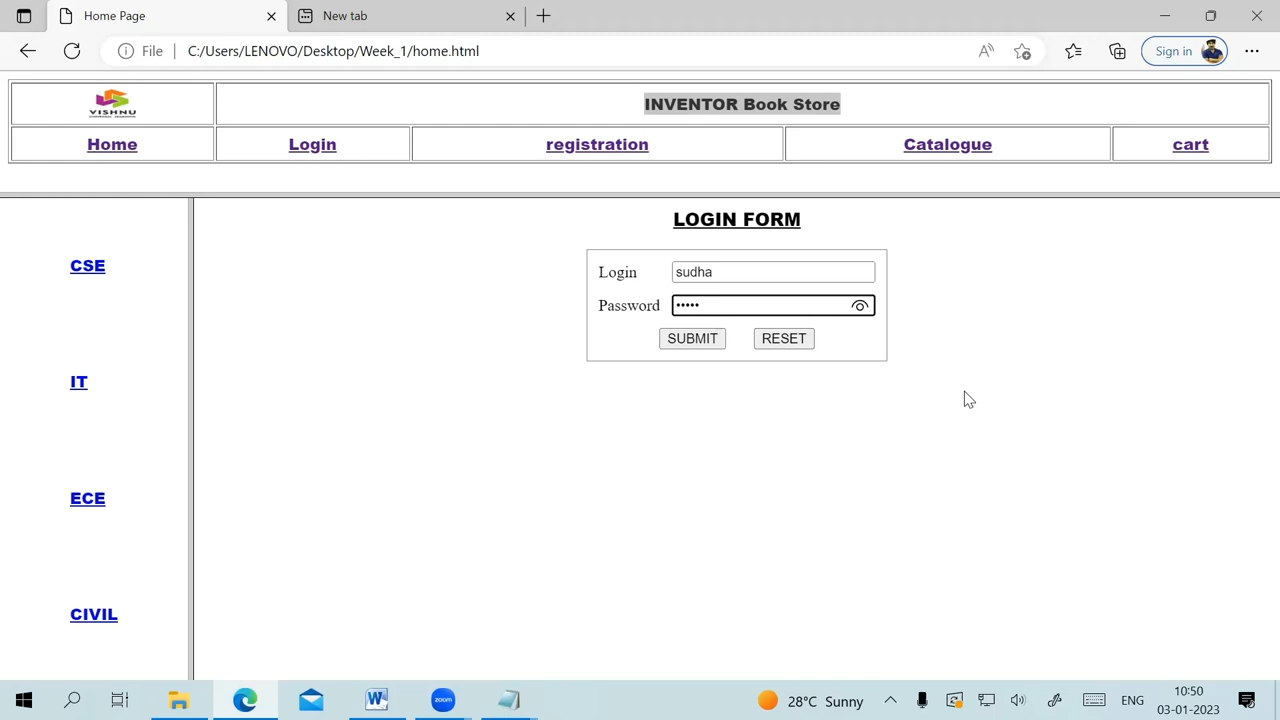 Home Page
New tab
File
C:/Users/LENOVO/Desktop/Week_1/home.html
Sign in
VISHNU
INVENTOR Book Store
Home
Login
registration
Catalogue
cart
LOGIN FORM
CSE
IT
ECE
CIVIL
Login
sudha
Password
•••••
SUBMIT
RESET
zoom
28°C Sunny
ENG
10:50
03-01-2023